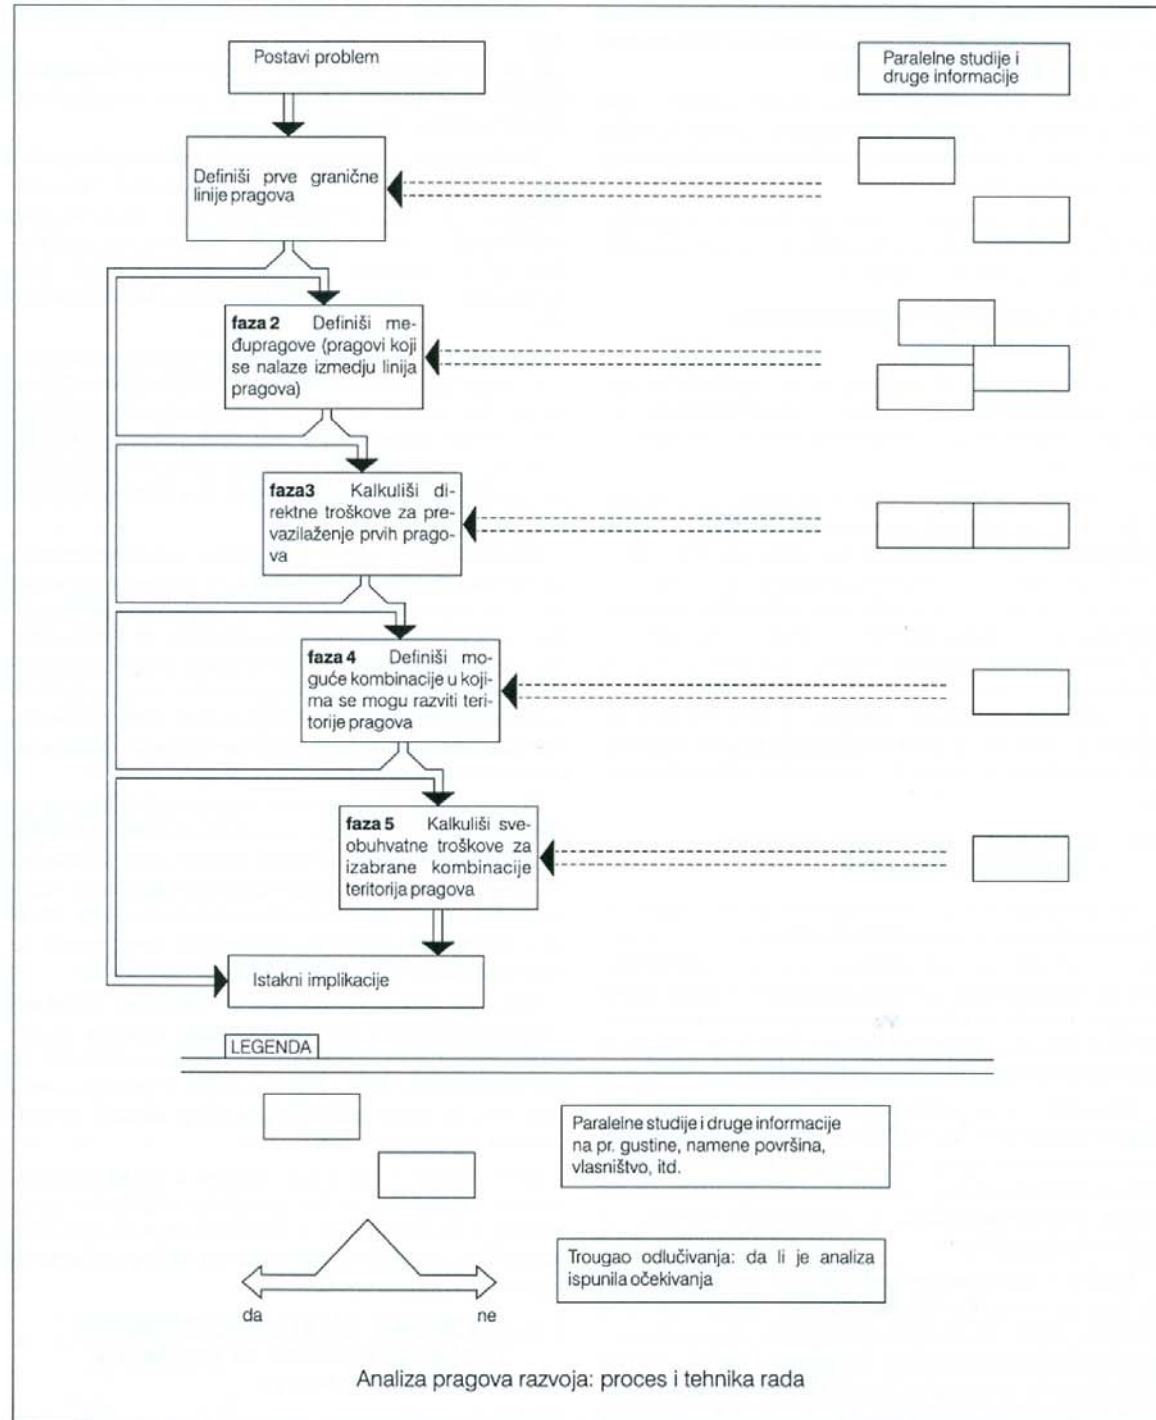 Postavi problem
Paralelne studije i
druge informacije
Definiši prve granične
linije pragova
faza 2 Definiši me-
đupragove (pragovi koji
se nalaze izmedju linija
pragova)
faza3 Kalkuliši di-
rektne troškove za pre-
vazilaženje prvih prago-
va
faza 4 Definiši mo-
guće kombinacije u koji-
ma se mogu razviti teri-
torije pragova
faza 5 Kalkuliši sve-
obuhvatne troškove za
izabrane kombinacije
teritorija pragova
Istakni implikacije
LEGENDA
Paralelne studije i druge informacije
na pr. gustine, namene površina,
vlasništvo, itd.
Trougao odlučivanja: da li je analiza
ispunila očekivanja
da
ne
Analiza pragova razvoja: proces i tehnika rada